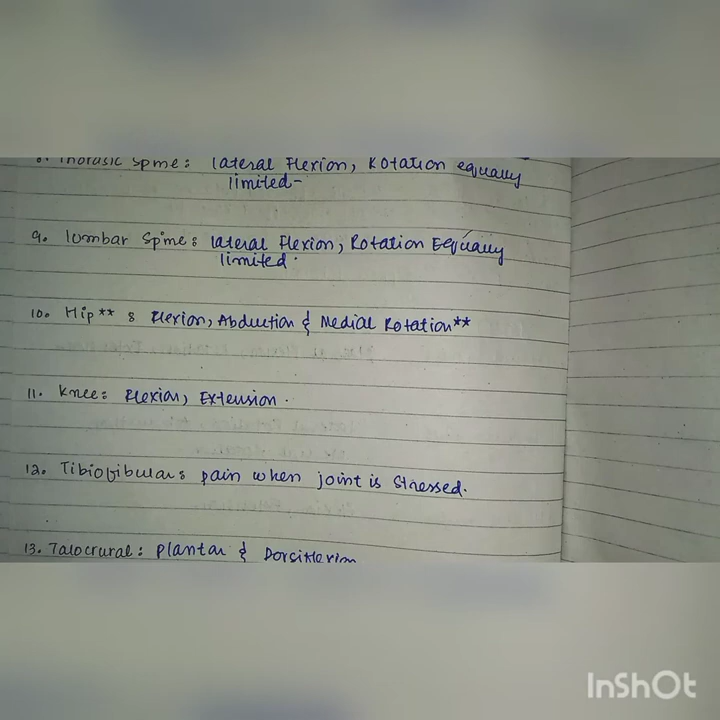 8. Thorasic Spine: lateral Flexion, Rotation equally
limited-
9. lumbar Spine: lateral Flexion, Rotation Equally
limited.
10. Hip** : Flexion, Abduction & Medial Rotation**
11. Knee: Flexion, Extension.
12. Tibiofibular: pain when joint is Stressed.
13. Talocrural: Plantar & Dorsiflexion
InShOt